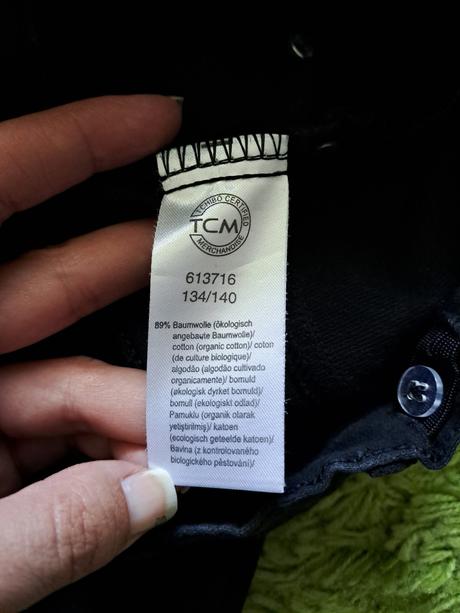 TCHIBO CERTIFIED
TCM
MERCHANDISE
613716
134/140
89% Baumwolle (ökologisch
angebaute Baumwolle)/
cotton (organic cotton)/ coton
(de culture biologique)/
algodão (algodão cultivado
organicamente)/ bomuld
(økologisk dyrket bomuld)/
bomull (ekologiskt odlad)/
Pamuklu (organik olarak
yetiştirilmiş)/ katoen
(ecologisch geteelde katoen)/
Bavlna (z kontrolovaného
biologického pěstování)/